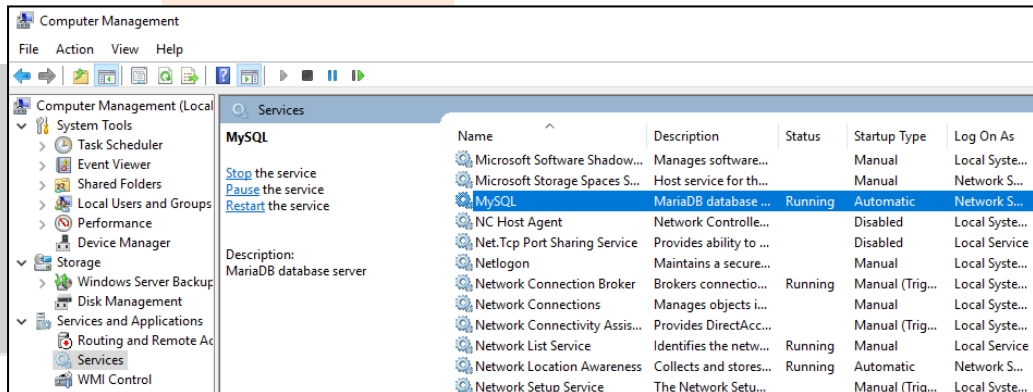 Computer Management
File Action View Help
Computer Management (Local
System Tools
Task Scheduler
Event Viewer
Shared Folders
Local Users and Groups
Performance
Device Manager
Storage
Windows Server Backup
Disk Management
Services and Applications
Routing and Remote Ac
Services
WMI Control
Services
MySQL
Stop the service
Pause the service
Restart the service
Description:
MariaDB database server
Name Description Status Startup Type Log On As
Microsoft Software Shadow... Manages software... Manual Local Syste...
Microsoft Storage Spaces S... Host service for th... Manual Network S...
MySQL MariaDB database ... Running Automatic Network S...
NC Host Agent Network Controlle... Disabled Local Syste...
Net.Tcp Port Sharing Service Provides ability to ... Disabled Local Service
Netlogon Maintains a secure... Manual Local Syste...
Network Connection Broker Brokers connectio... Running Manual (Trig... Local Syste...
Network Connections Manages objects i... Manual Local Syste...
Network Connectivity Assis... Provides DirectAcc... Manual (Trig... Local Syste...
Network List Service Identifies the netw... Running Manual Local Service
Network Location Awareness Collects and stores... Running Automatic Network S...
Network Setup Service The Network Setu... Manual (Trig... Local Syste...